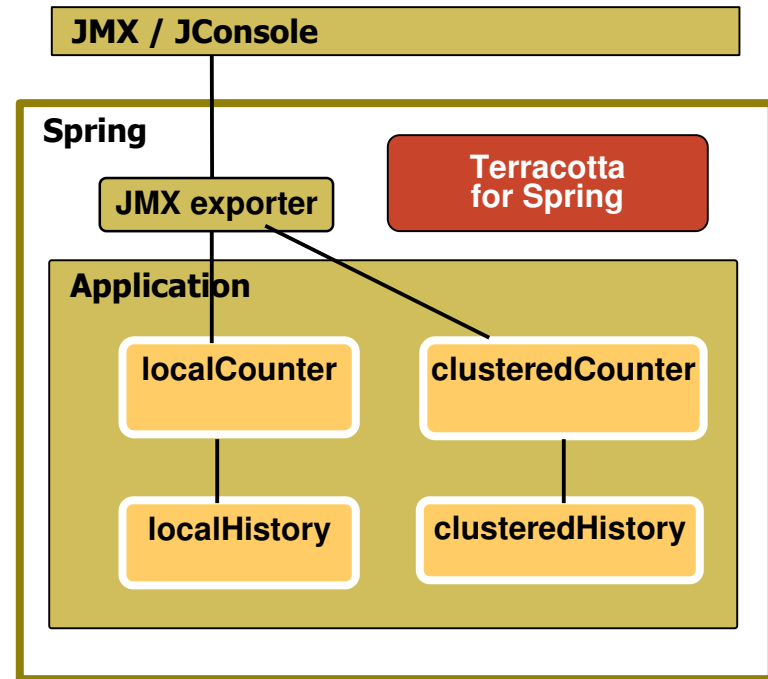 JMX / JConsole
Spring
Terracotta
for Spring
JMX exporter
Application
localCounter
clusteredCounter
localHistory
clusteredHistory